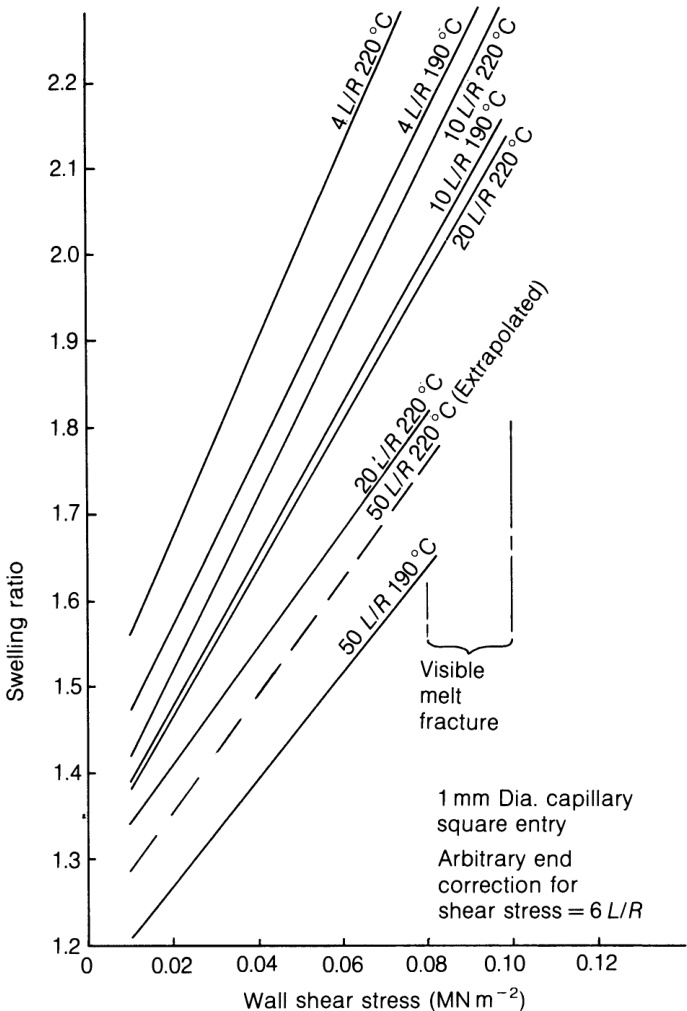 4 L/R 220 °C
4 L/R 190 °C
10 L/R 220 °C
10 L/R 190 °C
20 L/R 220 °C
20 L/R 220 °C
50 L/R 220 °C (Extrapolated)
50 L/R 190 °C
2.2
2.1
2.0
1.9
1.8
1.7
1.6
1.5
1.4
1.3
1.2
Swelling ratio
Visible
melt
fracture
1 mm Dia. capillary
square entry
Arbitrary end
correction for
shear stress = 6 L/R
0 0.02 0.04 0.06 0.08 0.10 0.12
Wall shear stress (MN m⁻²)